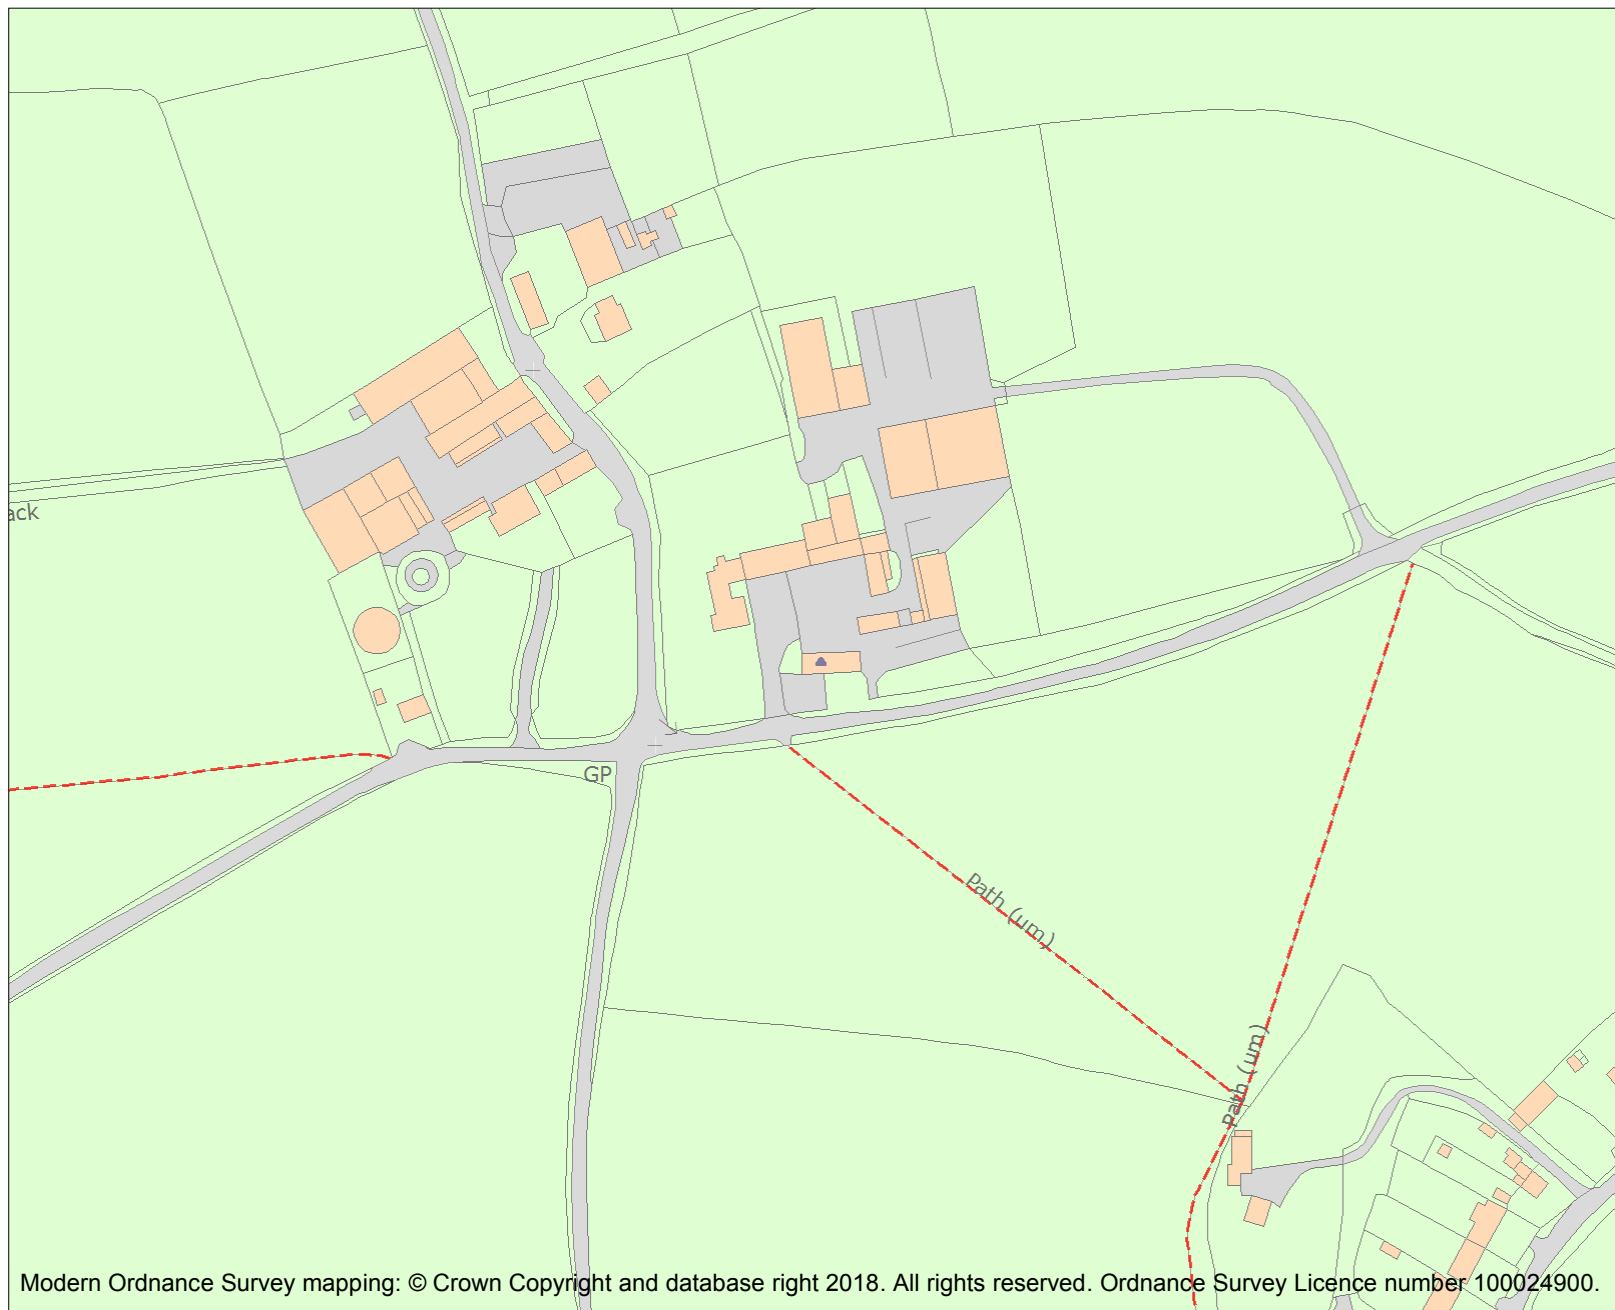 ack
GP
Path (um)
Path (um)
Modern Ordnance Survey mapping: © Crown Copyright and database right 2018. All rights reserved. Ordnance Survey Licence number 100024900.